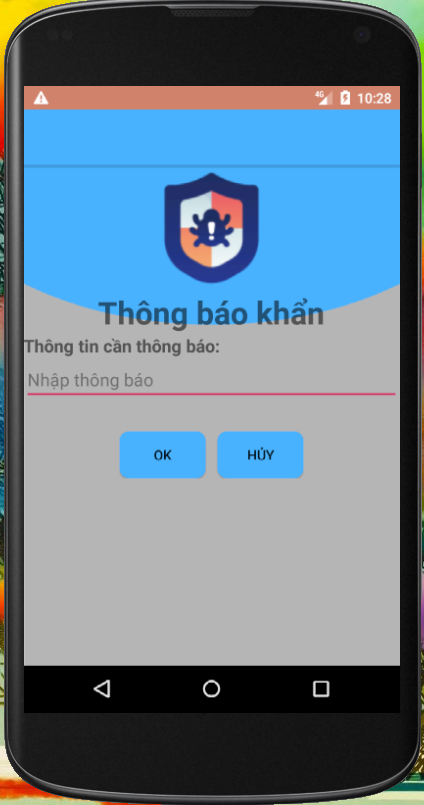 4G 10:28
Thông báo khẩn
Thông tin cần thông báo:
Nhập thông báo
OK HỦY